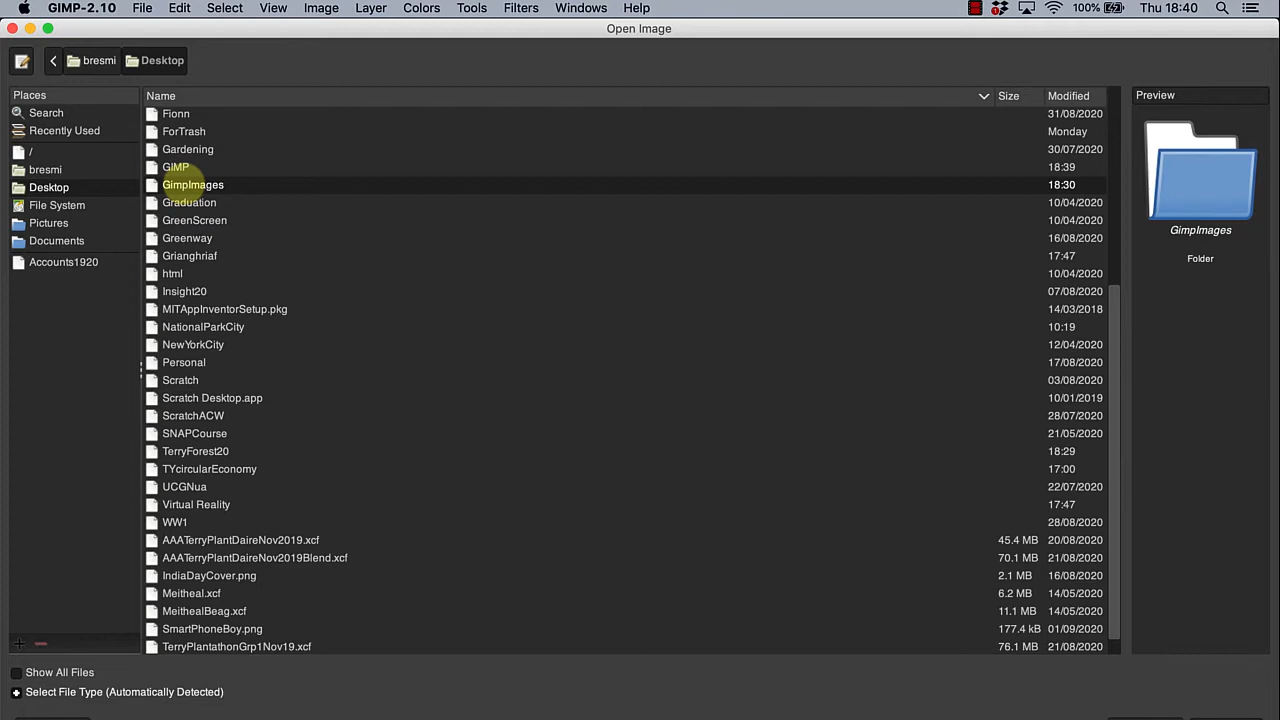 GIMP-2.10 File Edit Select View Image Layer Colors Tools Filters Windows Help 100% Thu 18:40
Open Image
bresmi Desktop
Places
Search
Recently Used
/
bresmi
Desktop
File System
Pictures
Documents
Accounts1920
Name Size Modified
Fionn 31/08/2020
ForTrash Monday
Gardening 30/07/2020
GIMP 18:39
GimpImages 18:30
Graduation 10/04/2020
GreenScreen 10/04/2020
Greenway 16/08/2020
Grianghriaf 17:47
html 10/04/2020
Insight20 07/08/2020
MITAppInventorSetup.pkg 14/03/2018
NationalParkCity 10:19
NewYorkCity 12/04/2020
Personal 17/08/2020
Scratch 03/08/2020
Scratch Desktop.app 10/01/2019
ScratchACW 28/07/2020
SNAPCourse 21/05/2020
TerryForest20 18:29
TYcircularEconomy 17:00
UCGNua 22/07/2020
Virtual Reality 17:47
WW1 28/08/2020
AAATerryPlantDaireNov2019.xcf 45.4 MB 20/08/2020
AAATerryPlantDaireNov2019Blend.xcf 70.1 MB 21/08/2020
IndiaDayCover.png 2.1 MB 16/08/2020
Meitheal.xcf 6.2 MB 14/05/2020
MeithealBeag.xcf 11.1 MB 14/05/2020
SmartPhoneBoy.png 177.4 kB 01/09/2020
TerryPlantathonGrp1Nov19.xcf 76.1 MB 21/08/2020
Preview
GimpImages
Folder
Show All Files
Select File Type (Automatically Detected)